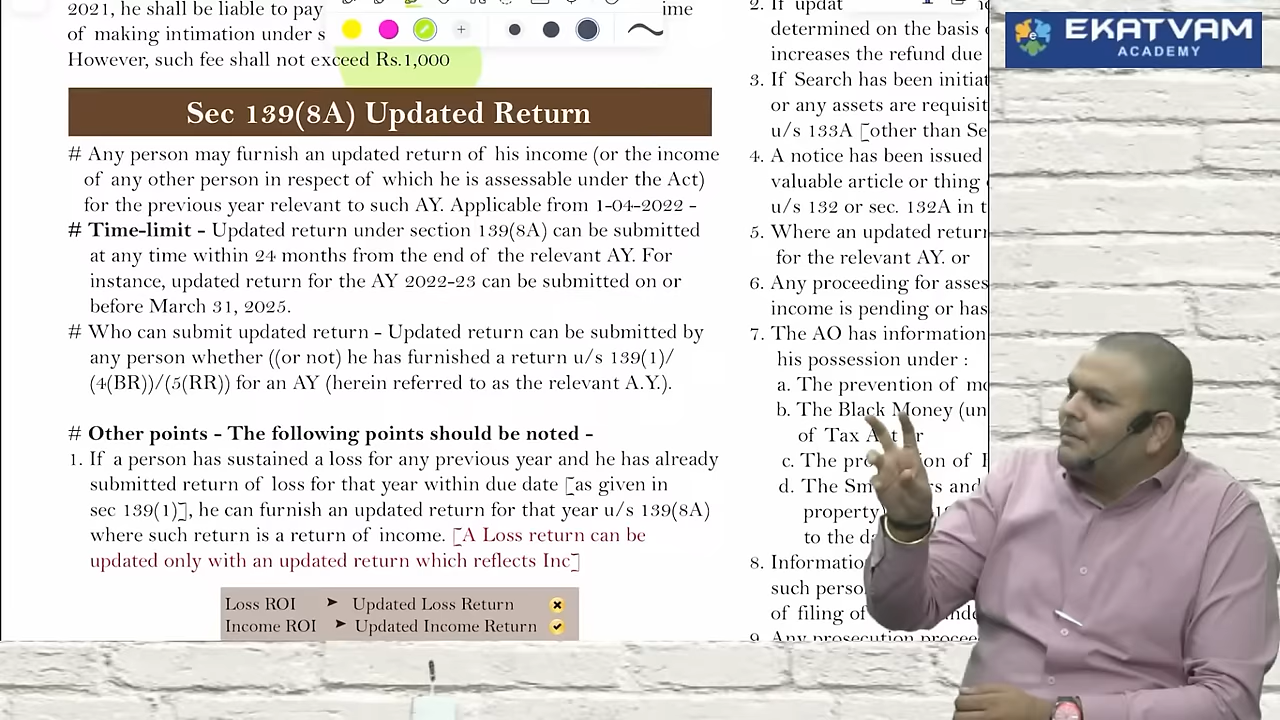 2021, he shall be liable to pay
of making intimation under s
However, such fee shall not exceed Rs.1,000
Sec 139(8A) Updated Return
# Any person may furnish an updated return of his income (or the income
of any other person in respect of which he is assessable under the Act)
for the previous year relevant to such AY. Applicable from 1-04-2022 -
# Time-limit - Updated return under section 139(8A) can be submitted
at any time within 24 months from the end of the relevant AY. For
instance, updated return for the AY 2022-23 can be submitted on or
before March 31, 2025.
# Who can submit updated return - Updated return can be submitted by
any person whether ((or not) he has furnished a return u/s 139(1)/
(4(BR))/(5(RR)) for an AY (herein referred to as the relevant A.Y.).
# Other points - The following points should be noted -
1. If a person has sustained a loss for any previous year and he has already
submitted return of loss for that year within due date [as given in
sec 139(1)], he can furnish an updated return for that year u/s 139(8A)
where such return is a return of income. [A Loss return can be
updated only with an updated return which reflects Inc]
Loss ROI ➤ Updated Loss Return ✖
Income ROI ➤ Updated Income Return ✔
2. If updat
determined on the basis
increases the refund due
3. If Search has been initiat
or any assets are requisit
u/s 133A [other than Se
4. A notice has been issued
valuable article or thing
u/s 132 or sec. 132A in t
5. Where an updated return
for the relevant AY. or
6. Any proceeding for asses
income is pending or has
7. The AO has information
his possession under :
a. The prevention of mo
b. The Black Money (un
of Tax
c. The
d. The Sm
property
to the
8. Informatio
such perso
of filing of
9. Any prosecution procee
EKATVAM
ACADEMY